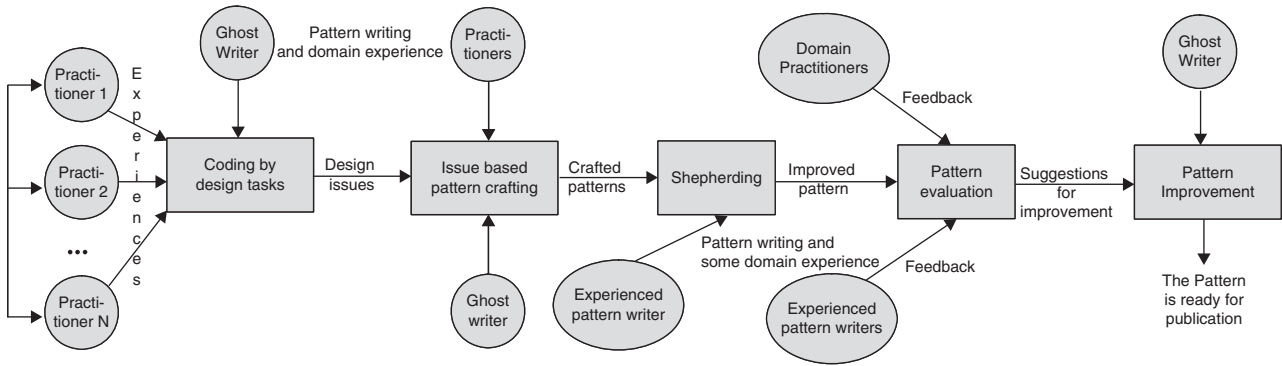 Practi-
tioner 1
Practi-
tioner 2
...
Practi-
tioner N
Experiences
Ghost
Writer
Pattern writing
and domain experience
Coding by
design tasks
Design
issues
Practi-
tioners
Issue based
pattern crafting
Ghost
writer
Crafted
patterns
Shepherding
Experienced
pattern writer
Pattern writing and
some domain experience
Improved
pattern
Domain
Practitioners
Feedback
Pattern
evaluation
Feedback
Experienced
pattern writers
Suggestions
for
improvement
Ghost
Writer
Pattern
Improvement
The Pattern
is ready for
publication